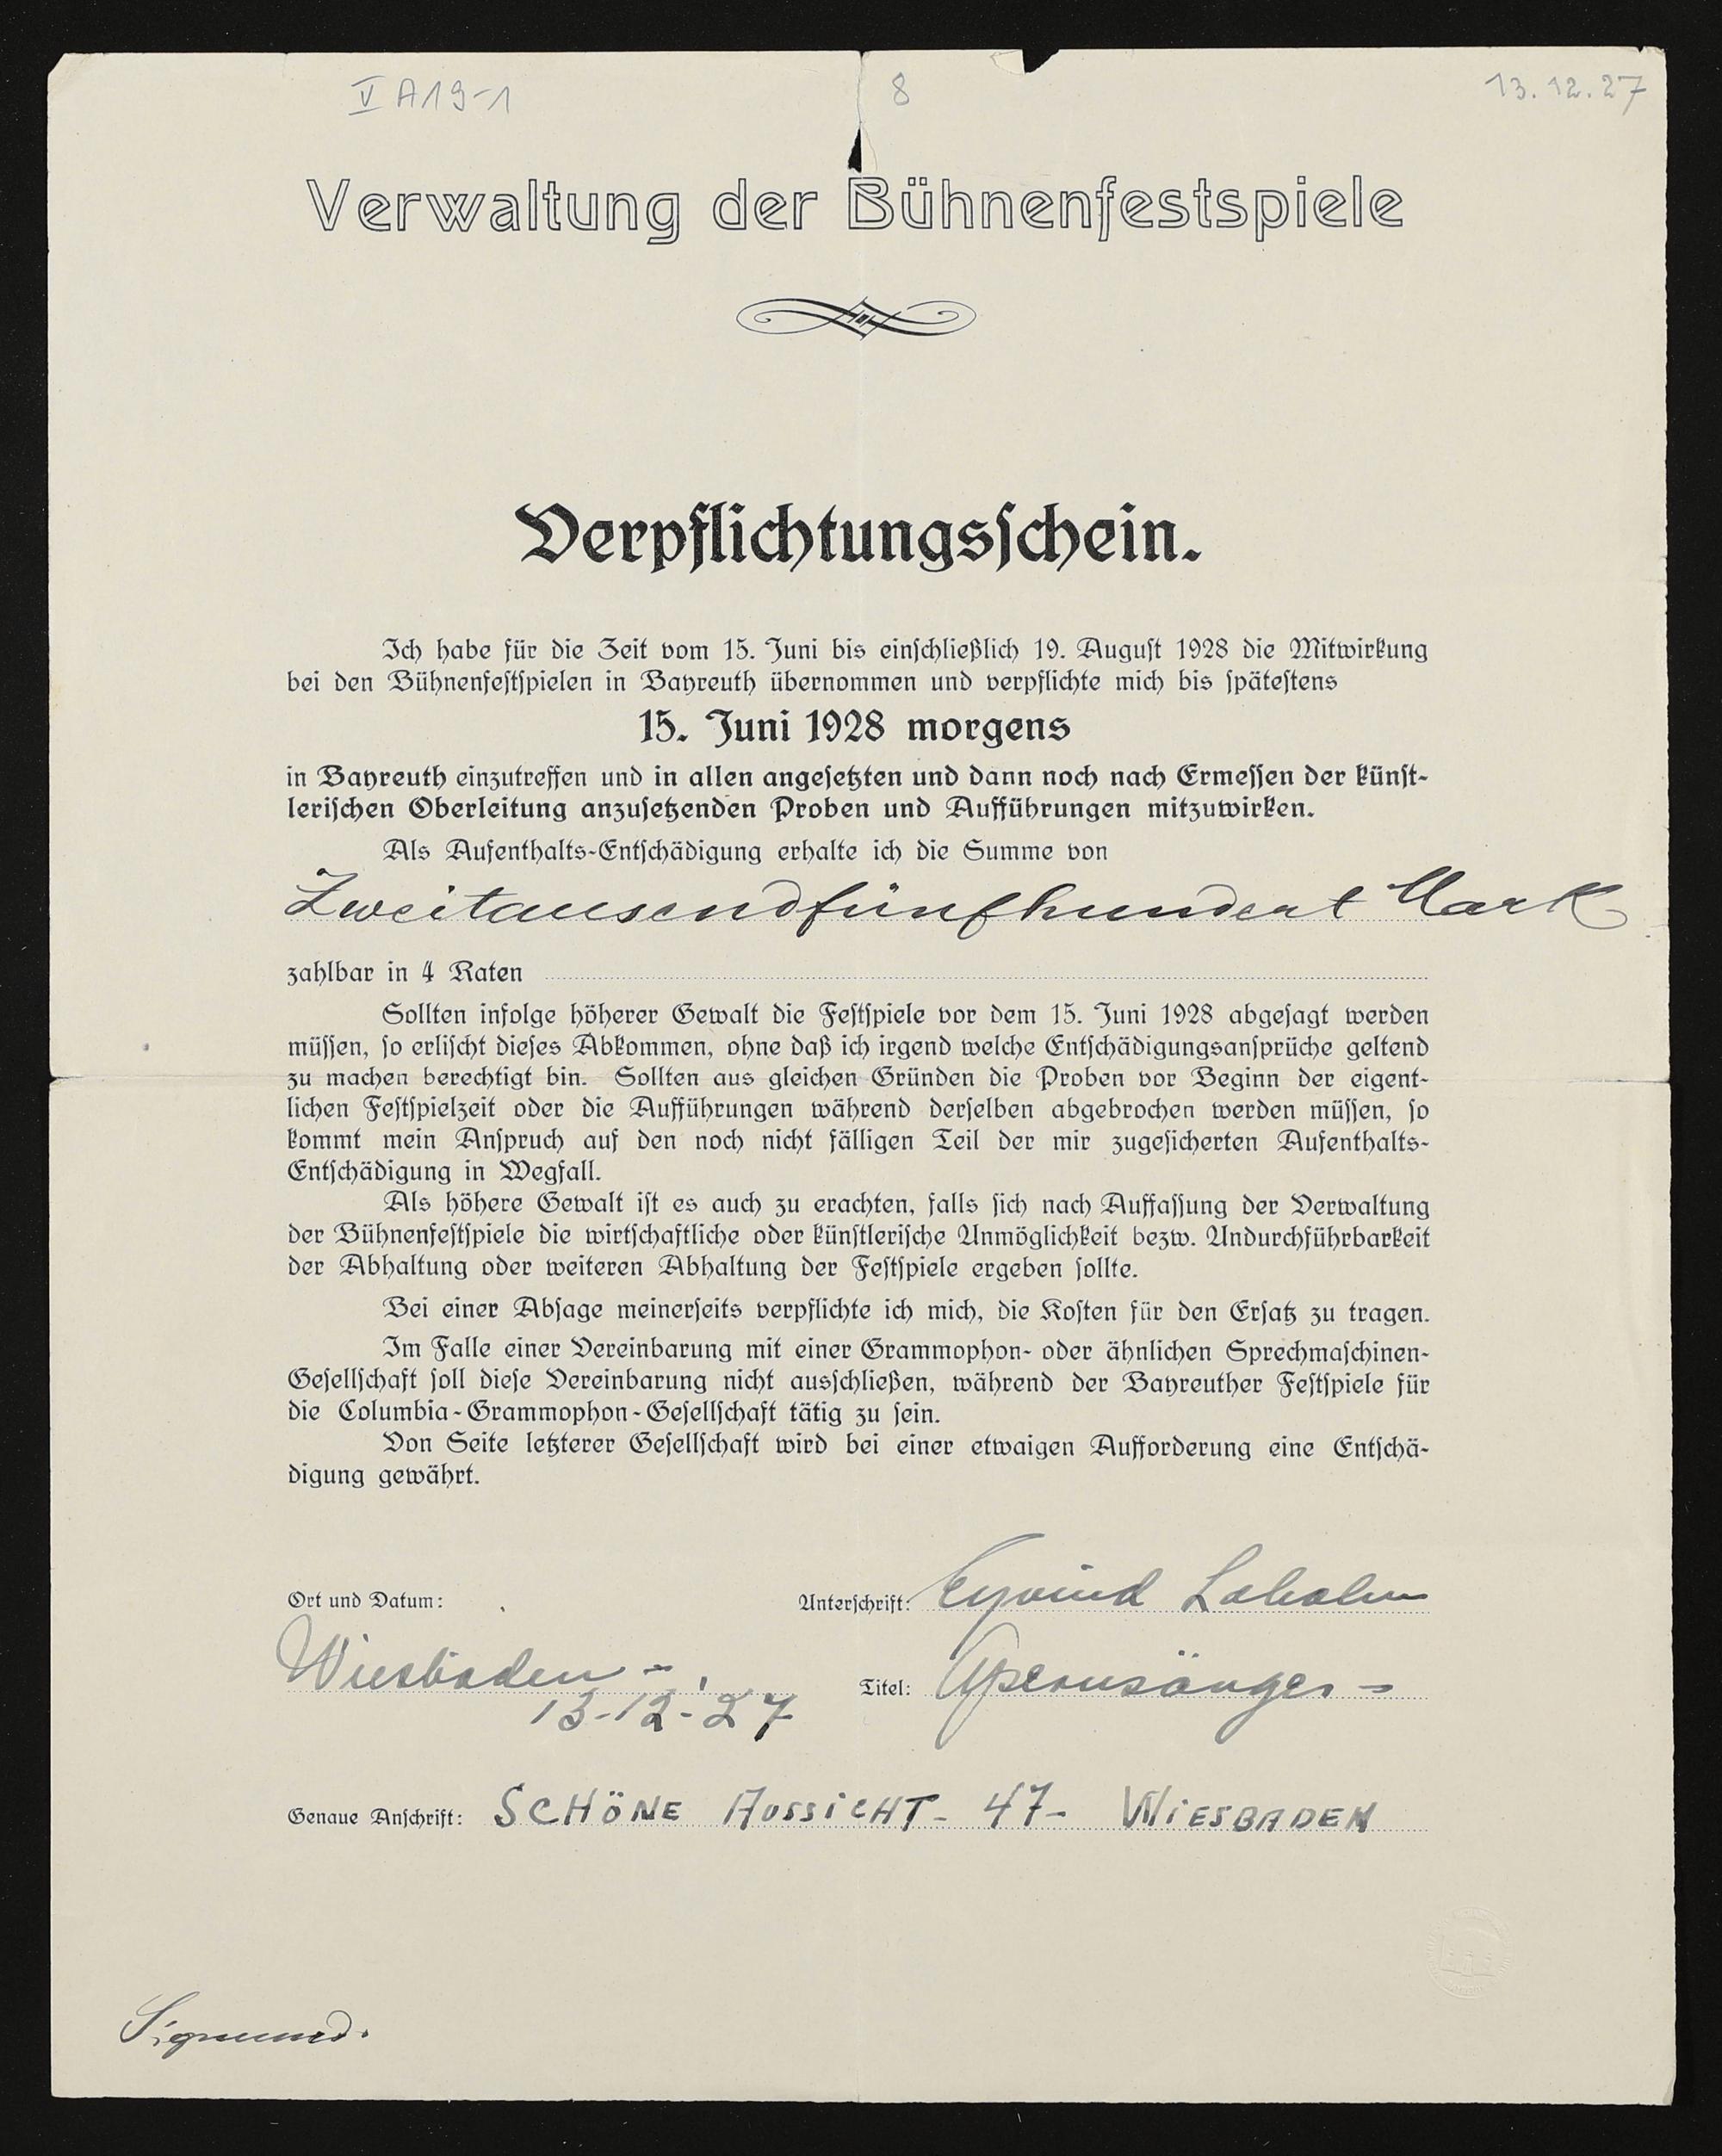 V A19-1 8 13.12.27
Verwaltung der Bühnenfestspiele
Verpflichtungsschein.
Ich habe für die Zeit vom 15. Juni bis einschließlich 19. August 1928 die Mitwirkung
bei den Bühnenfestspielen in Bayreuth übernommen und verpflichte mich bis spätestens
15. Juni 1928 morgens
in Bayreuth einzutreffen und in allen angesetzten und dann noch nach Ermessen der künst-
lerischen Oberleitung anzusetzenden Proben und Aufführungen mitzuwirken.
Als Aufenthalts-Entschädigung erhalte ich die Summe von
Zweitausendfünfhundert Mark
zahlbar in 4 Raten
Sollten infolge höherer Gewalt die Festspiele vor dem 15. Juni 1928 abgesagt werden
müssen, so erlischt dieses Abkommen, ohne daß ich irgend welche Entschädigungsansprüche geltend
zu machen berechtigt bin. Sollten aus gleichen Gründen die Proben vor Beginn der eigent-
lichen Festspielzeit oder die Aufführungen während derselben abgebrochen werden müssen, so
kommt mein Anspruch auf den noch nicht fälligen Teil der mir zugesicherten Aufenthalts-
Entschädigung in Wegfall.
Als höhere Gewalt ist es auch zu erachten, falls sich nach Auffassung der Verwaltung
der Bühnenfestspiele die wirtschaftliche oder künstlerische Unmöglichkeit bezw. Undurchführbarkeit
der Abhaltung oder weiteren Abhaltung der Festspiele ergeben sollte.
Bei einer Absage meinerseits verpflichte ich mich, die Kosten für den Ersatz zu tragen.
Im Falle einer Vereinbarung mit einer Grammophon- oder ähnlichen Sprechmaschinen-
Gesellschaft soll diese Vereinbarung nicht ausschließen, während der Bayreuther Festspiele für
die Columbia-Grammophon-Gesellschaft tätig zu sein.
Von Seite letzterer Gesellschaft wird bei einer etwaigen Aufforderung eine Entschä-
digung gewährt.
Ort und Datum: Unterschrift: Eyvind Laholm
Wiesbaden - Titel: Opernsänger -
13-12-27
Genaue Anschrift: SCHÖNE AUSSICHT - 47 - WIESBADEN
Sigmund.